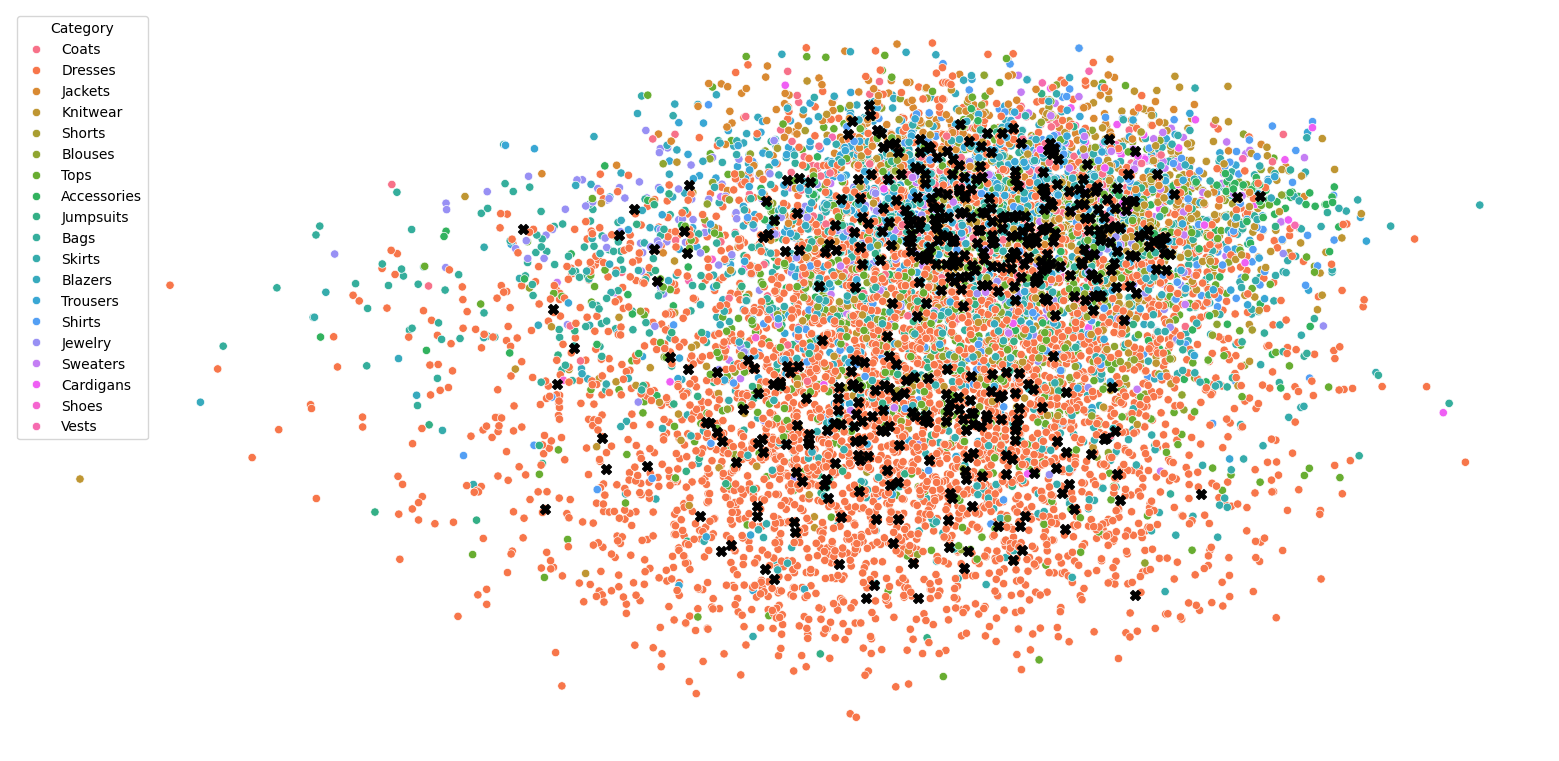 Category
Coats
Dresses
Jackets
Knitwear
Shorts
Blouses
Tops
Accessories
Jumpsuits
Bags
Skirts
Blazers
Trousers
Shirts
Jewelry
Sweaters
Cardigans
Shoes
Vests